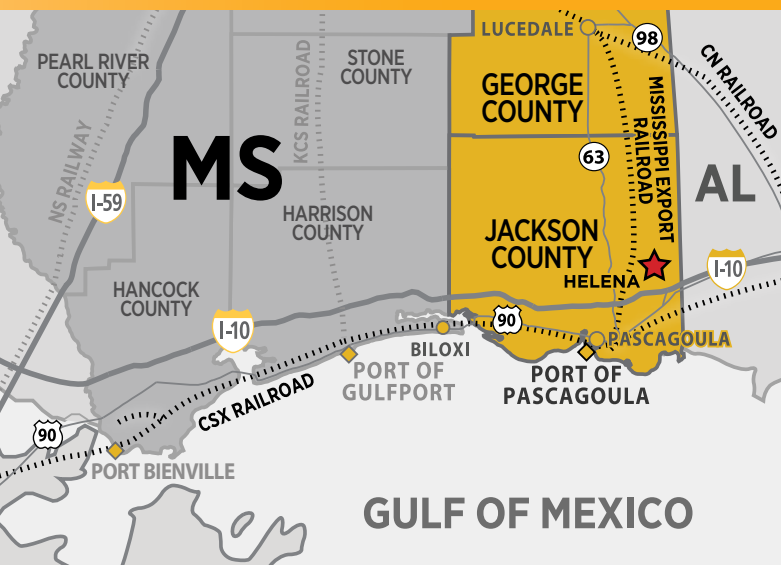 LUCEDALE
98
CN RAILROAD
PEARL RIVER
COUNTY
KCS RAILROAD
STONE
COUNTY
GEORGE
COUNTY
MISSISSIPPI EXPORT
RAILROAD
MS
63
AL
NS RAILWAY
I-59
HARRISON
COUNTY
JACKSON
COUNTY
HELENA
I-10
HANCOCK
COUNTY
I-10
90
BILOXI
PASCAGOULA
PORT OF
GULFPORT
PORT OF
PASCAGOULA
CSX RAILROAD
90
PORT BIENVILLE
GULF OF MEXICO